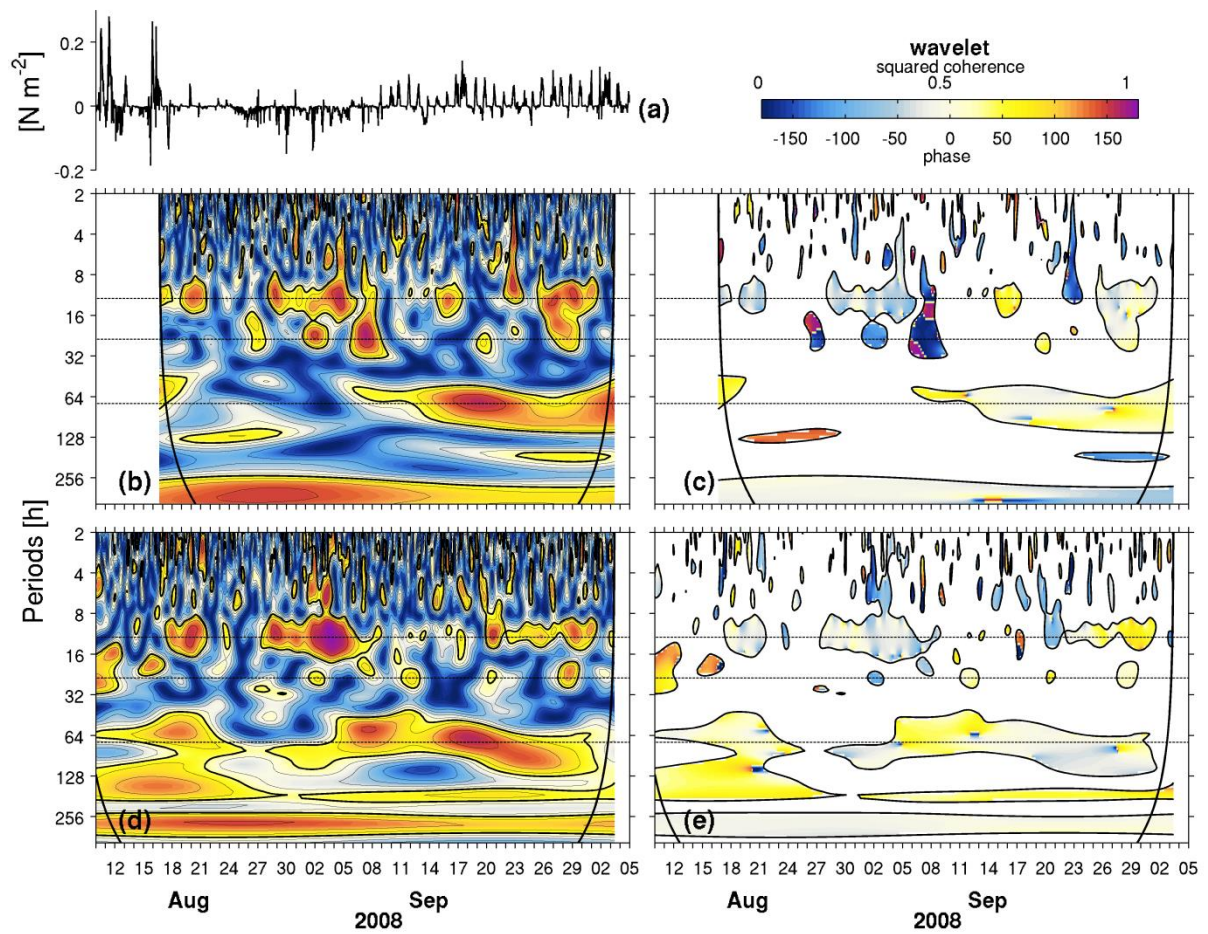 wavelet
squared coherence
0 0.5 1
-150 -100 -50 0 50 100 150
phase
[N m-2]
0.2
0
-0.2
(a)
2
4
8
16
32
64
128
256
(b)
(c)
Periods [h]
2
4
8
16
32
64
128
256
(d)
(e)
12 15 18 21 24 27 30 02 05 08 11 14 17 20 23 26 29 02 05
Aug Sep
2008
12 15 18 21 24 27 30 02 05 08 11 14 17 20 23 26 29 02 05
Aug Sep
2008